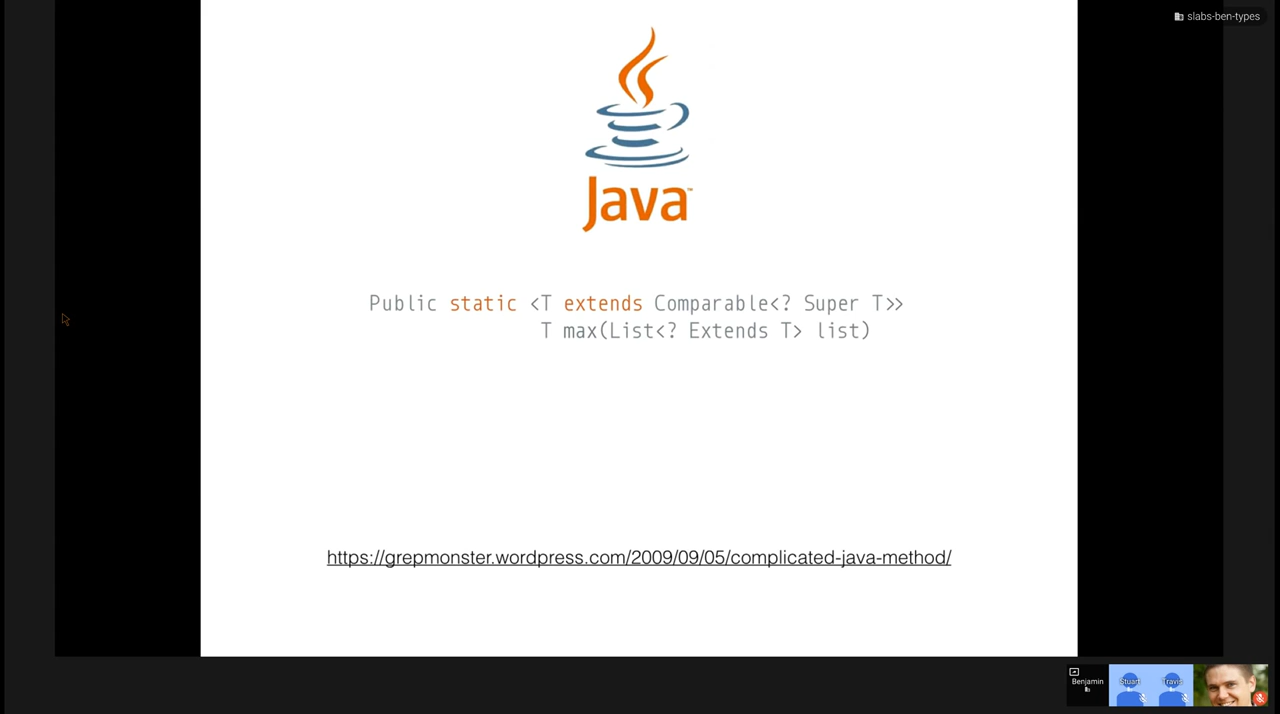 slabs-ben-types
Java™
Public static <T extends Comparable<? Super T>>
T max(List<? Extends T> list)
https://grepmonster.wordpress.com/2009/09/05/complicated-java-method/
Benjamin
Stuart
Travis